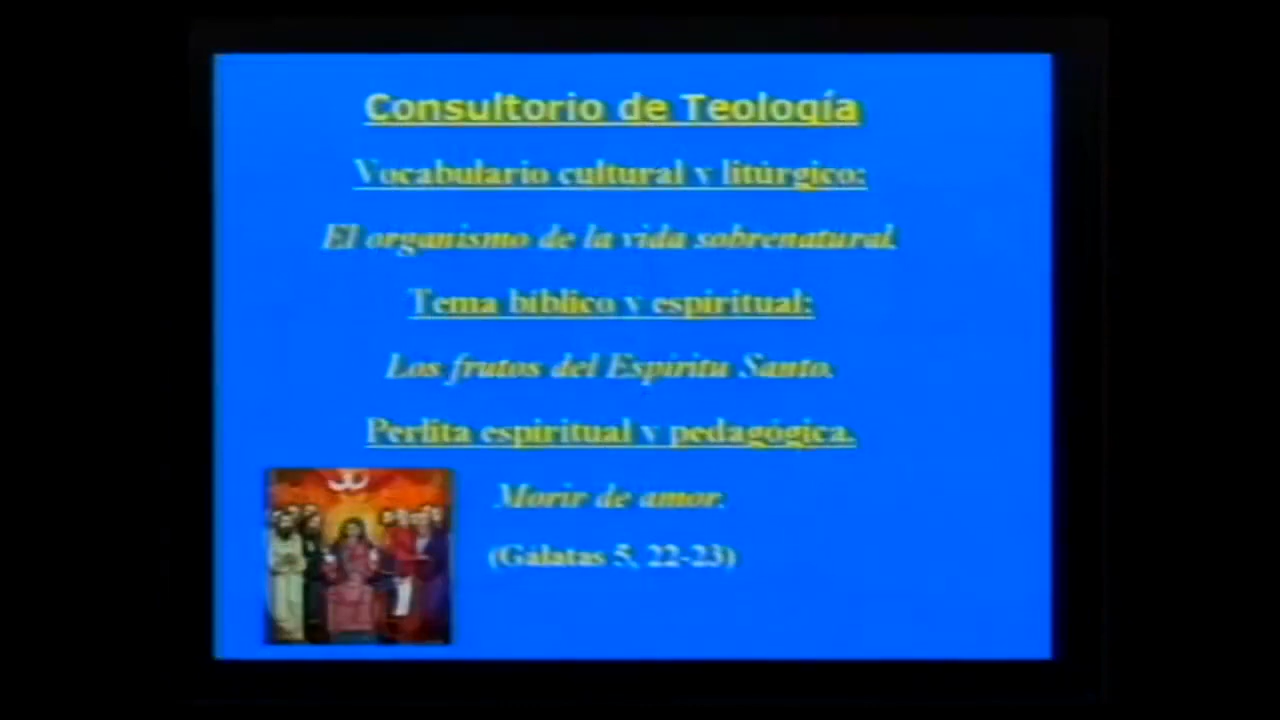 Consultorio de Teología
Vocabulario cultural y litúrgico:
El organismo de la vida sobrenatural.
Tema bíblico y espiritual:
Los frutos del Espíritu Santo.
Perlita espiritual y pedagógica.
Morir de amor.
(Gálatas 5, 22-23)